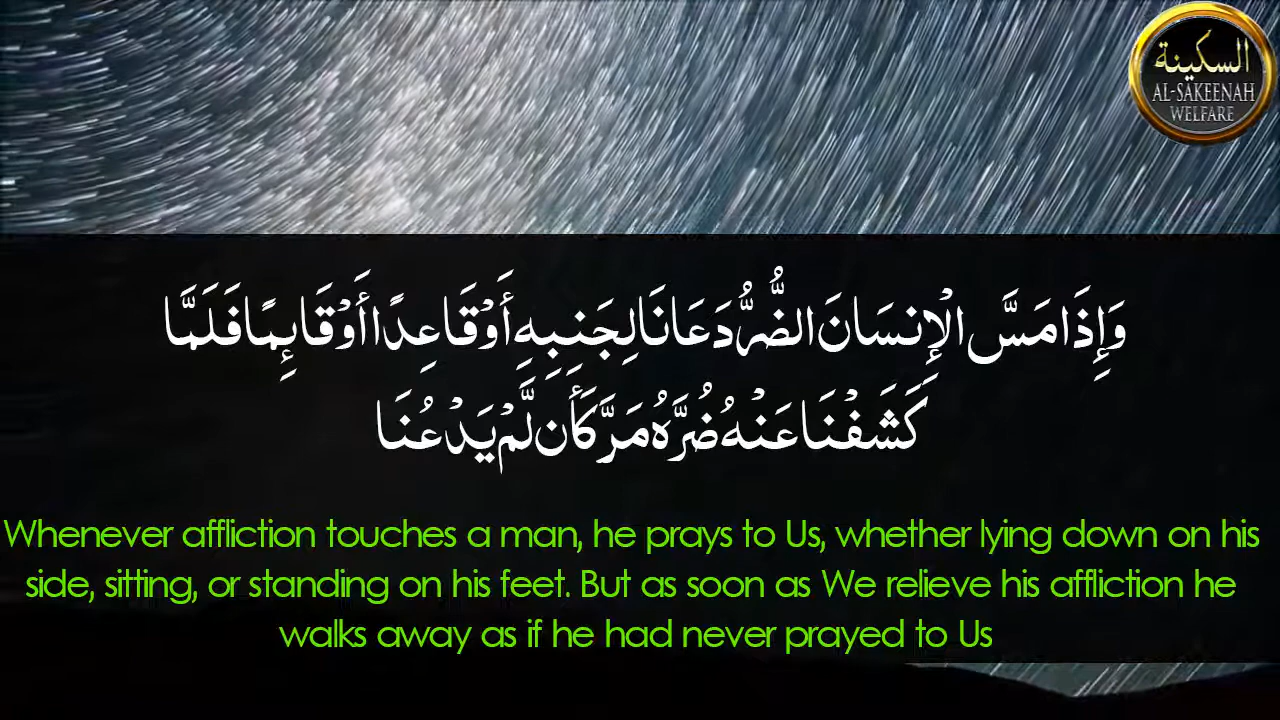 السكينة
AL-SAKEENAH
WELFARE
وَإِذَا مَسَّ الْإِنسَانَ الضُّرُّ دَعَانَا لِجَنبِهِ أَوْ قَاعِدًا أَوْ قَائِمًا فَلَمَّا
كَشَفْنَا عَنْهُ ضُرَّهُ مَرَّ كَأَن لَّمْ يَدْعُنَا
Whenever affliction touches a man, he prays to Us, whether lying down on his
side, sitting, or standing on his feet. But as soon as We relieve his affliction he
walks away as if he had never prayed to Us